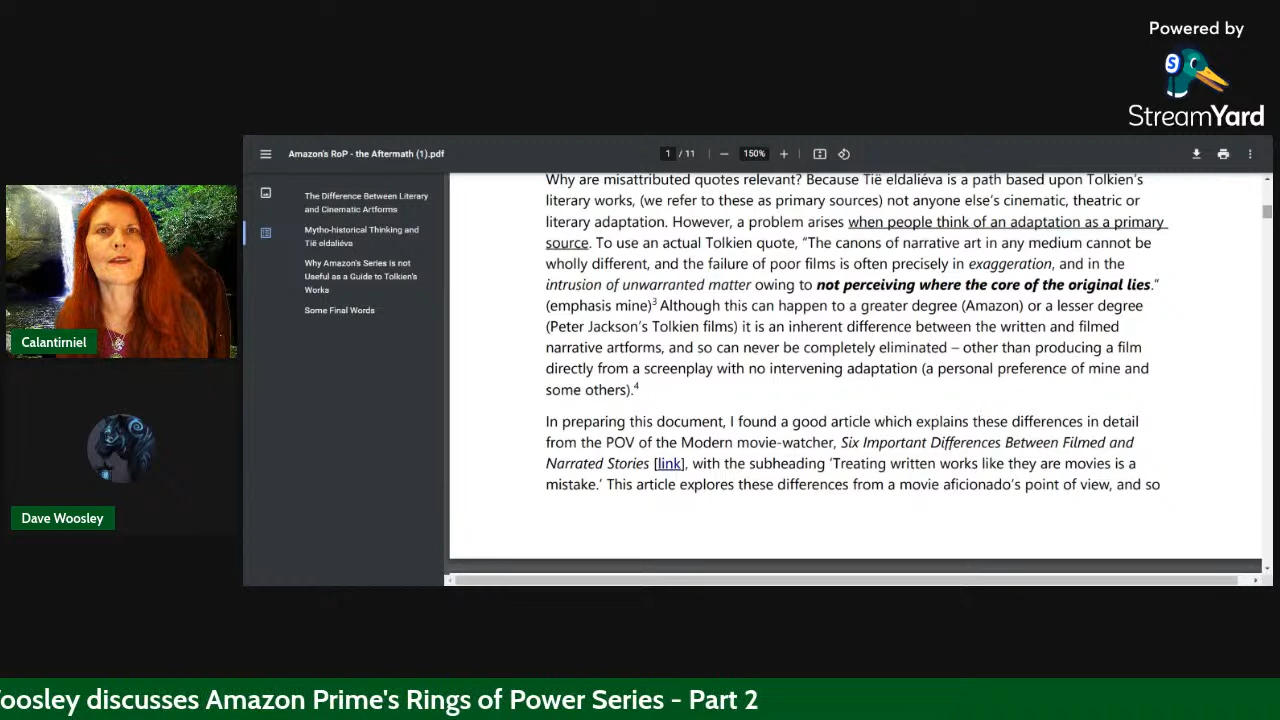 Powered by
StreamYard
Amazon's RoP - the Aftermath (1).pdf
1 / 11
150%
The Difference Between Literary
and Cinematic Artforms
Mytho-historical Thinking and
Tië eldaliéva
Why Amazon's Series is not
Useful as a Guide to Tolkien's
Works
Some Final Words
Why are misattributed quotes relevant? Because Tië eldaliéva is a path based upon Tolkien's
literary works, (we refer to these as primary sources) not anyone else's cinematic, theatric or
literary adaptation. However, a problem arises when people think of an adaptation as a primary
source. To use an actual Tolkien quote, “The canons of narrative art in any medium cannot be
wholly different, and the failure of poor films is often precisely in exaggeration, and in the
intrusion of unwarranted matter owing to not perceiving where the core of the original lies.”
(emphasis mine)3 Although this can happen to a greater degree (Amazon) or a lesser degree
(Peter Jackson's Tolkien films) it is an inherent difference between the written and filmed
narrative artforms, and so can never be completely eliminated – other than producing a film
directly from a screenplay with no intervening adaptation (a personal preference of mine and
some others).4
In preparing this document, I found a good article which explains these differences in detail
from the POV of the Modern movie-watcher, Six Important Differences Between Filmed and
Narrated Stories [link], with the subheading ‘Treating written works like they are movies is a
mistake.’ This article explores these differences from a movie aficionado's point of view, and so
Calantirniel
Dave Woosley
oosley discusses Amazon Prime's Rings of Power Series - Part 2